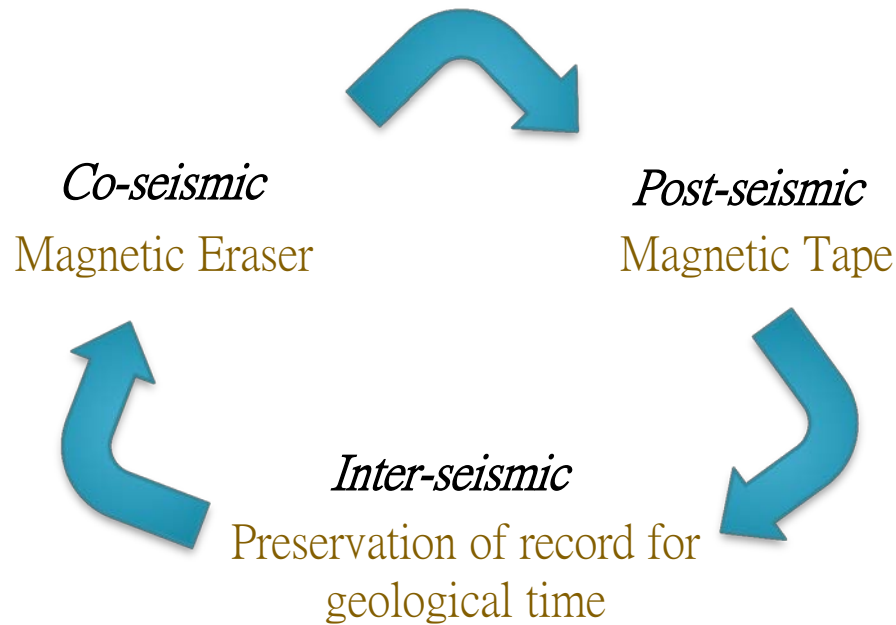 Co-seismic
Magnetic Eraser
Post-seismic
Magnetic Tape
Inter-seismic
Preservation of record for
geological time